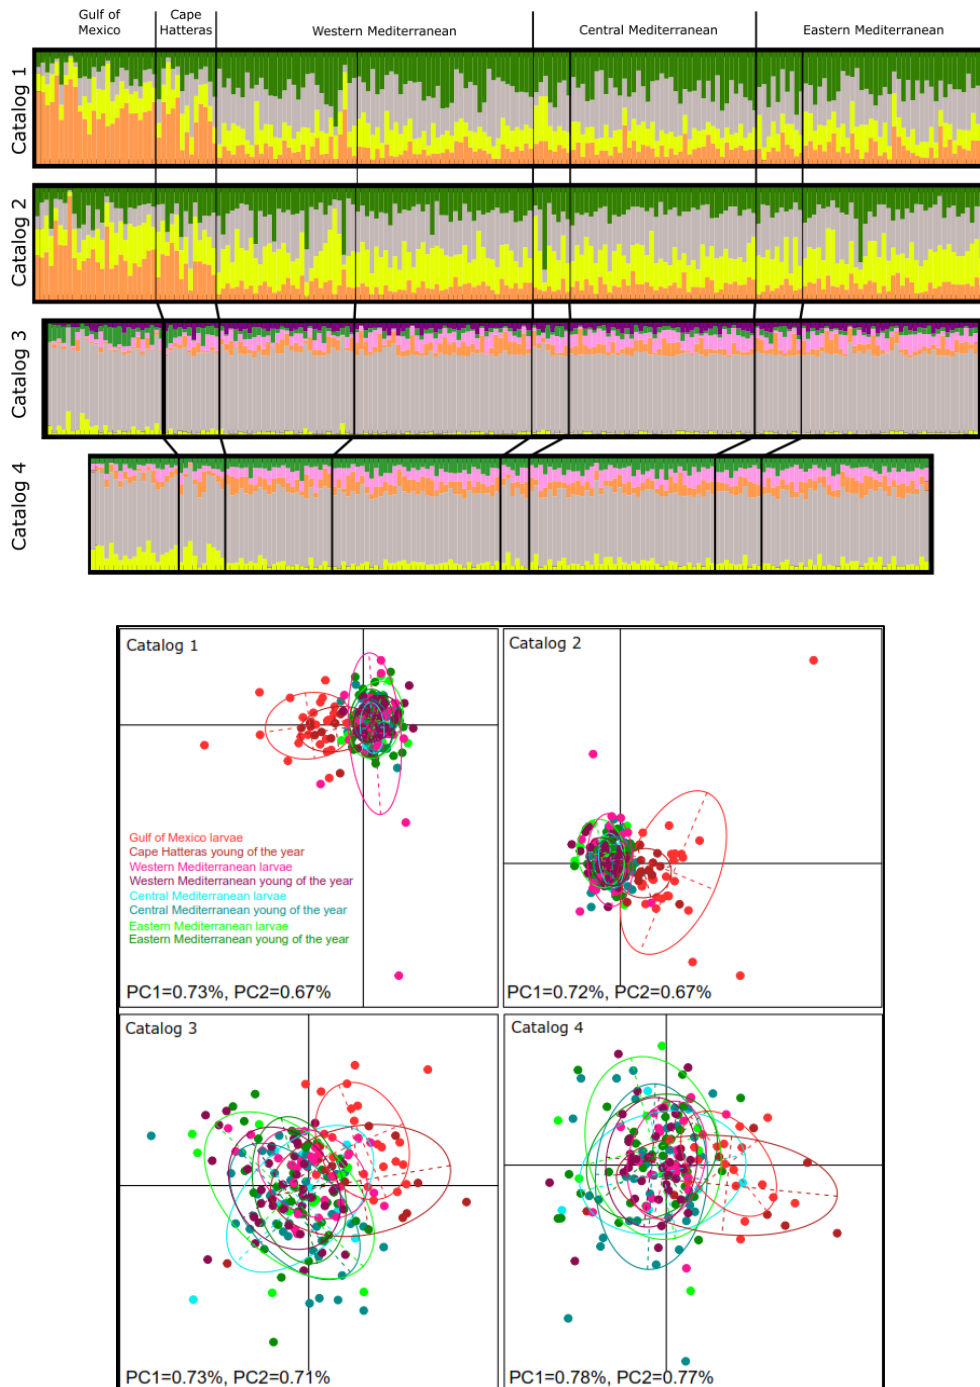 Gulf of
Mexico
Cape
Hatteras
Western Mediterranean
Central Mediterranean
Eastern Mediterranean
Catalog 1
Catalog 2
Catalog 3
Catalog 4
Catalog 1
Gulf of Mexico larvae
Cape Hatteras young of the year
Western Mediterranean larvae
Western Mediterranean young of the year
Central Mediterranean larvae
Central Mediterranean young of the year
Eastern Mediterranean larvae
Eastern Mediterranean young of the year
PC1=0.73%, PC2=0.67%
Catalog 2
PC1=0.72%, PC2=0.67%
Catalog 3
PC1=0.73%, PC2=0.71%
Catalog 4
PC1=0.78%, PC2=0.77%